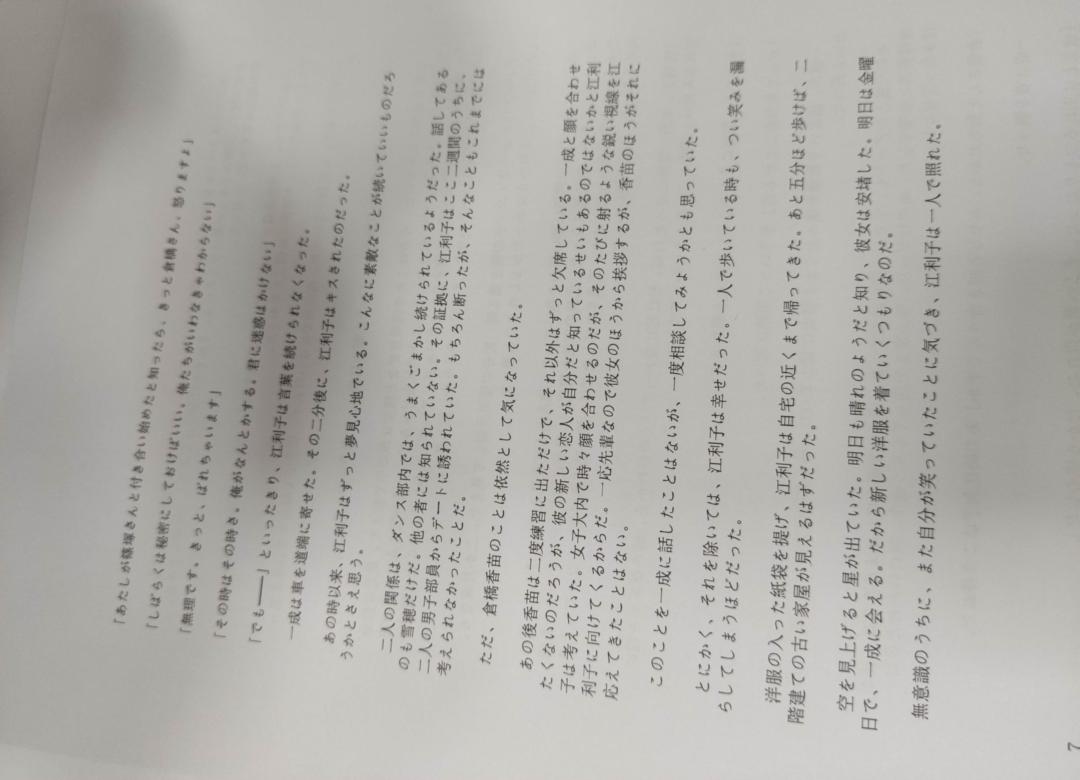 「あたしが篠塚さんと付き合い始めたと知ったら、きっと倉橋さん、怒りますよ」
「しばらくは秘密にしておけばいい。俺たちがいわなきゃわからない」
「無理です。きっと、ばれちゃいます」
「その時はその時さ。俺がなんとかする。君に迷惑はかけない」
「でも――」といったきり、江利子は言葉を続けられなくなった。
一成は車を道端に寄せた。その二分後に、江利子はキスされたのだった。
あの時以来、江利子はずっと夢見心地でいる。こんなに素敵なことが続いていいものだろ
うかとさえ思う。
二人の関係は、ダンス部内では、うまくごまかし続けられているようだった。話してある
のも雪穂だけだ。他の者には知られていない。その証拠に、江利子はここ二週間のうちに、
二人の男子部員からデートに誘われていた。もちろん断ったが、そんなこともこれまでには
考えられなかったことだ。
ただ、倉橋香苗のことは依然として気になっていた。
あの後香苗は二度練習に出ただけで、それ以外はずっと欠席している。一成と顔を合わせ
たくないのだろうが、彼の新しい恋人が自分だと知っているせいもあるのではないかと江利
子は考えていた。女子大内で時々顔を合わせるのだが、そのたびに射るような鋭い視線を江
利子に向けてくるからだ。一応先輩なので彼女のほうから挨拶するが、香苗のほうがそれに
応えてきたことはない。
このことを一成に話したことはないが、一度相談してみようかとも思っていた。
とにかく、それを除いては、江利子は幸せだった。一人で歩いている時も、つい笑みを漏
らしてしまうほどだった。
洋服の入った紙袋を提げ、江利子は自宅の近くまで帰ってきた。あと五分ほど歩けば、二
階建ての古い家屋が見えるはずだった。
空を見上げると星が出ていた。明日も晴れのようだと知り、彼女は安堵した。明日は金曜
日で、一成に会える。だから新しい洋服を着ていくつもりなのだ。
無意識のうちに、また自分が笑っていたことに気づき、江利子は一人で照れた。
7